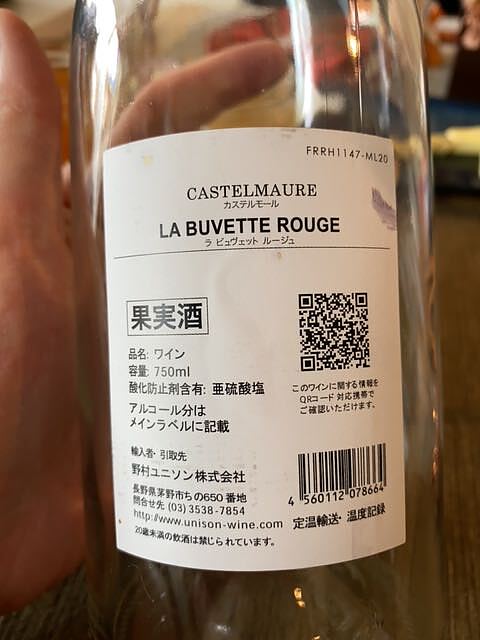 FRRH1147-ML20
CASTELMAURE
カステルモール
LA BUVETTE ROUGE
ラ ビュヴェット ルージュ
果実酒
品名: ワイン
容量: 750ml
酸化防止剤含有: 亜硫酸塩
アルコール分は
メインラベルに記載
このワインに関する情報を
QRコード対応携帯で
ご確認いただけます。
輸入者・引取先
野村ユニソン株式会社
長野県茅野市ちの650番地
問合せ先 (03)3538-7854
http://www.unison-wine.com
20歳未満の飲酒は禁じられています。
4 560112 078664
定温輸送・温度記録